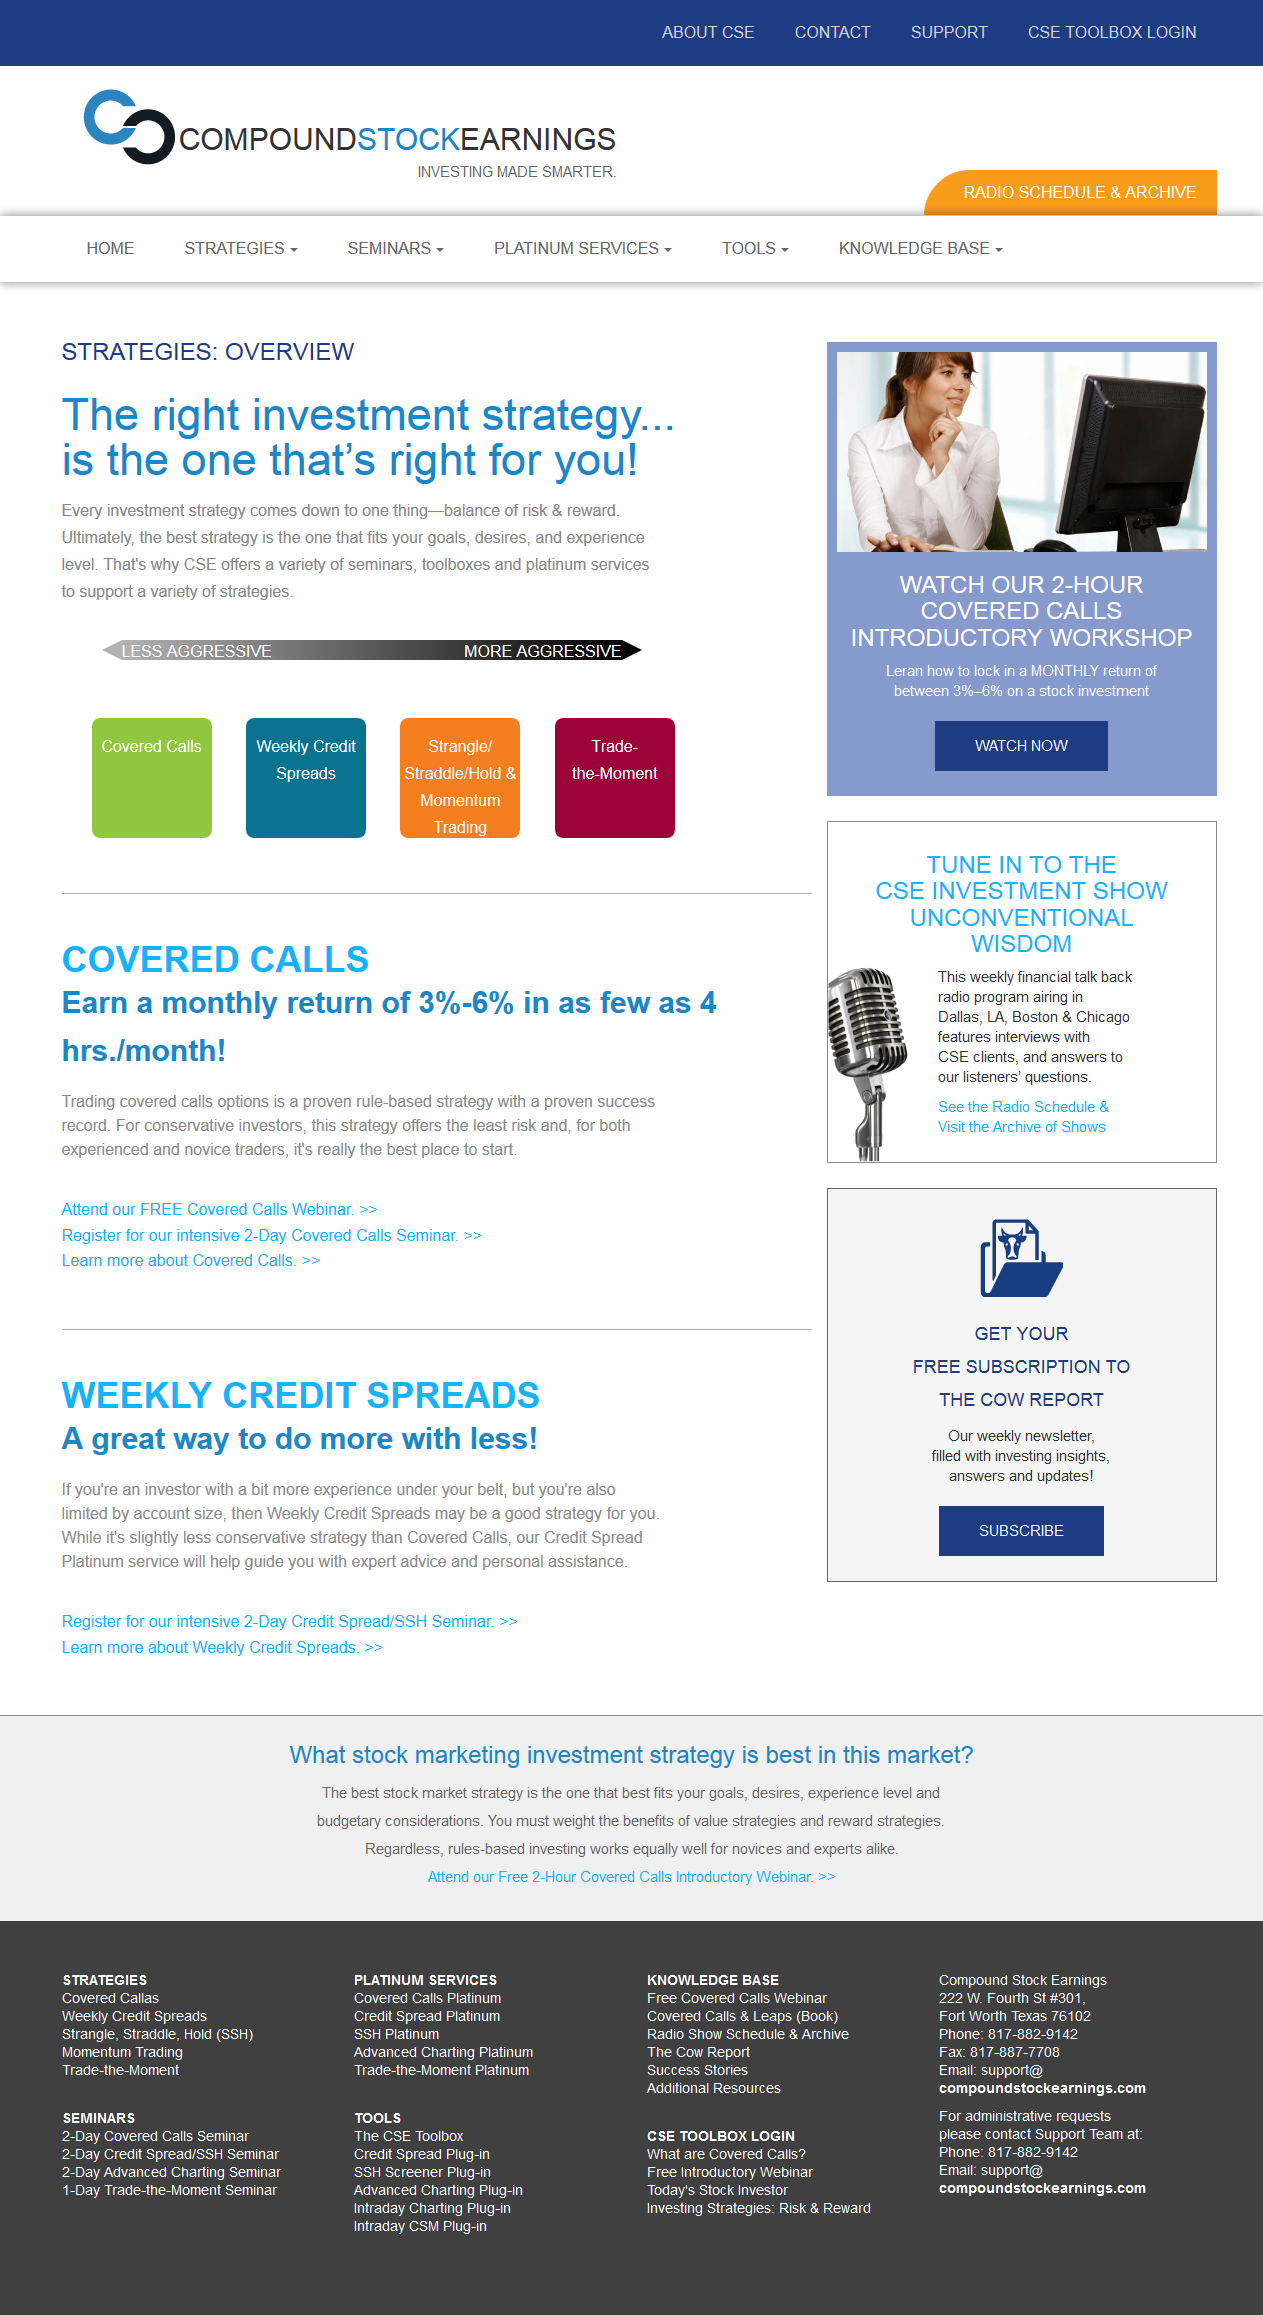 ABOUT CSE CONTACT SUPPORT CSE TOOLBOX LOGIN
COMPOUNDSTOCKEARNINGS
INVESTING MADE SMARTER.
RADIO SCHEDULE & ARCHIVE
HOME STRATEGIES SEMINARS PLATINUM SERVICES TOOLS KNOWLEDGE BASE
STRATEGIES: OVERVIEW
The right investment strategy...
is the one that’s right for you!
Every investment strategy comes down to one thing—balance of risk & reward.
Ultimately, the best strategy is the one that fits your goals, desires, and experience
level. That's why CSE offers a variety of seminars, toolboxes and platinum services
to support a variety of strategies.
LESS AGGRESSIVE MORE AGGRESSIVE
Covered Calls
Weekly Credit
Spreads
Strangle/
Straddle/Hold &
Momentum
Trading
Trade-
the-Moment
COVERED CALLS
Earn a monthly return of 3%-6% in as few as 4
hrs./month!
Trading covered calls options is a proven rule-based strategy with a proven success
record. For conservative investors, this strategy offers the least risk and, for both
experienced and novice traders, it's really the best place to start.
Attend our FREE Covered Calls Webinar. >>
Register for our intensive 2-Day Covered Calls Seminar. >>
Learn more about Covered Calls. >>
WEEKLY CREDIT SPREADS
A great way to do more with less!
If you're an investor with a bit more experience under your belt, but you're also
limited by account size, then Weekly Credit Spreads may be a good strategy for you.
While it's slightly less conservative strategy than Covered Calls, our Credit Spread
Platinum service will help guide you with expert advice and personal assistance.
Register for our intensive 2-Day Credit Spread/SSH Seminar. >>
Learn more about Weekly Credit Spreads. >>
WATCH OUR 2-HOUR
COVERED CALLS
INTRODUCTORY WORKSHOP
Leran how to lock in a MONTHLY return of
between 3%–6% on a stock investment
WATCH NOW
TUNE IN TO THE
CSE INVESTMENT SHOW
UNCONVENTIONAL
WISDOM
This weekly financial talk back
radio program airing in
Dallas, LA, Boston & Chicago
features interviews with
CSE clients, and answers to
our listeners’ questions.
See the Radio Schedule &
Visit the Archive of Shows
GET YOUR
FREE SUBSCRIPTION TO
THE COW REPORT
Our weekly newsletter,
filled with investing insights,
answers and updates!
SUBSCRIBE
What stock marketing investment strategy is best in this market?
The best stock market strategy is the one that best fits your goals, desires, experience level and
budgetary considerations. You must weight the benefits of value strategies and reward strategies.
Regardless, rules-based investing works equally well for novices and experts alike.
Attend our Free 2-Hour Covered Calls Introductory Webinar. >>
STRATEGIES
Covered Callas
Weekly Credit Spreads
Strangle, Straddle, Hold (SSH)
Momentum Trading
Trade-the-Moment
SEMINARS
2-Day Covered Calls Seminar
2-Day Credit Spread/SSH Seminar
2-Day Advanced Charting Seminar
1-Day Trade-the-Moment Seminar
PLATINUM SERVICES
Covered Calls Platinum
Credit Spread Platinum
SSH Platinum
Advanced Charting Platinum
Trade-the-Moment Platinum
TOOLS
The CSE Toolbox
Credit Spread Plug-in
SSH Screener Plug-in
Advanced Charting Plug-in
Intraday Charting Plug-in
Intraday CSM Plug-in
KNOWLEDGE BASE
Free Covered Calls Webinar
Covered Calls & Leaps (Book)
Radio Show Schedule & Archive
The Cow Report
Success Stories
Additional Resources
CSE TOOLBOX LOGIN
What are Covered Calls?
Free Introductory Webinar
Today's Stock Investor
Investing Strategies: Risk & Reward
Compound Stock Earnings
222 W. Fourth St #301,
Fort Worth Texas 76102
Phone: 817-882-9142
Fax: 817-887-7708
Email: support@
compoundstockearnings.com
For administrative requests
please contact Support Team at:
Phone: 817-882-9142
Email: support@
compoundstockearnings.com